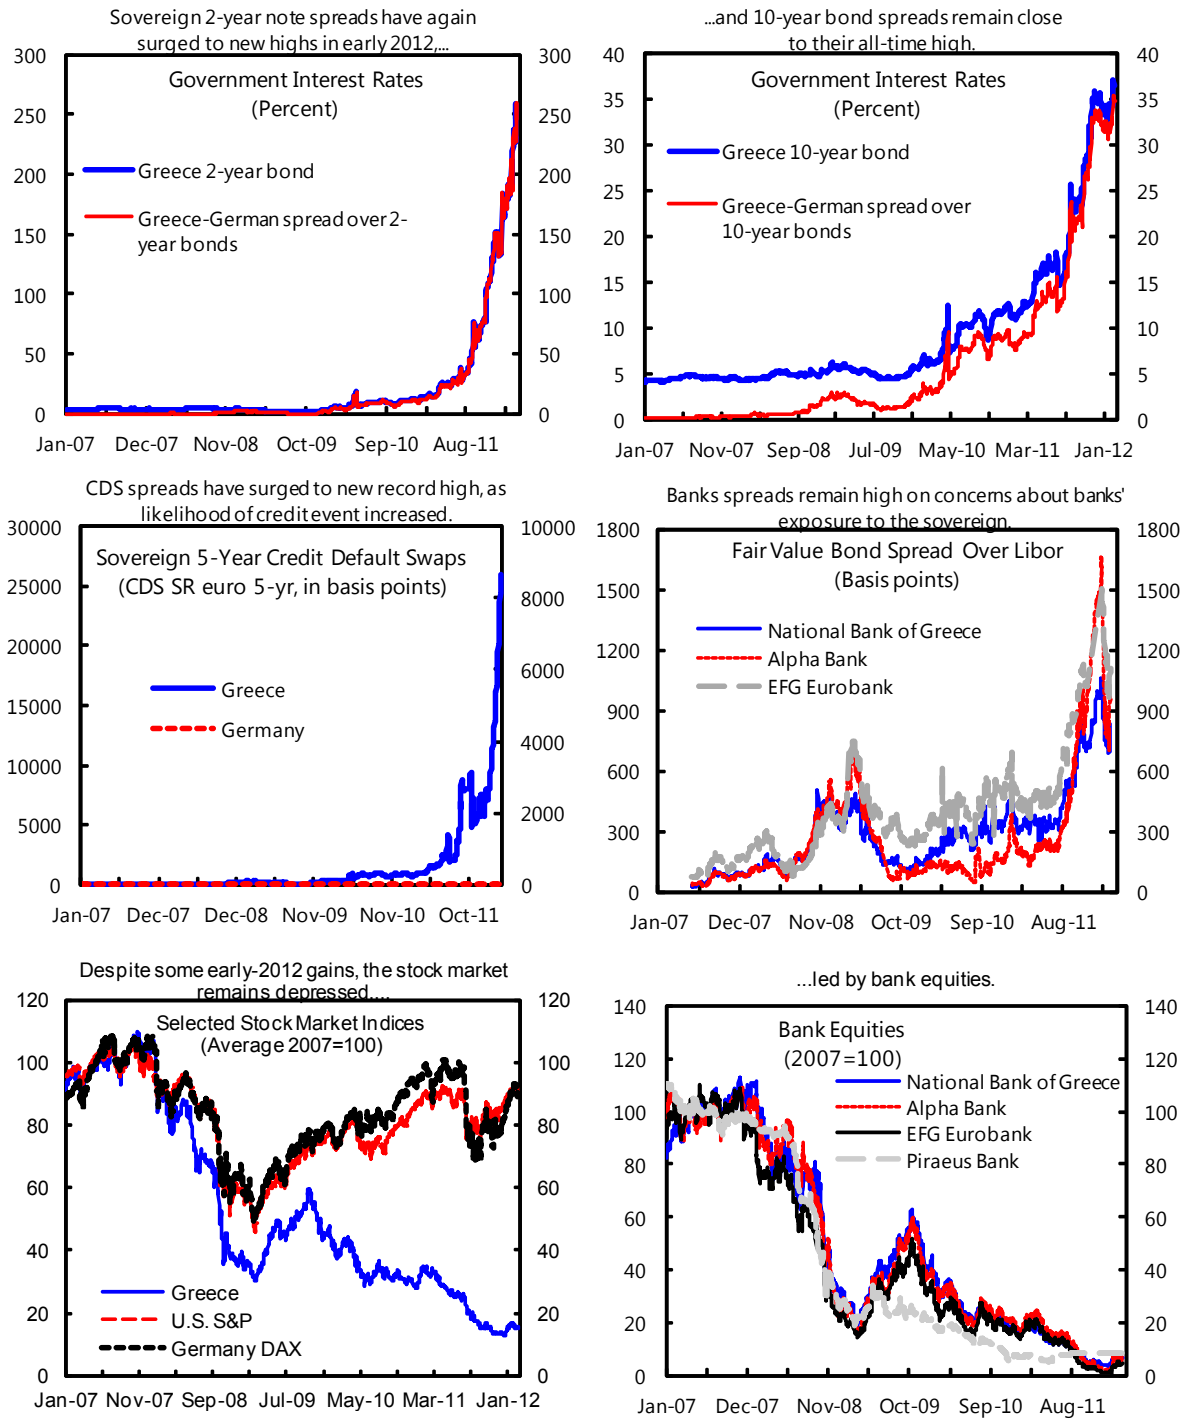 Sovereign 2-year note spreads have again
surged to new highs in early 2012,...
300
250
200
150
100
50
0
300
250
200
150
100
50
0
Government Interest Rates
(Percent)
Greece 2-year bond
Greece-German spread over 2-
year bonds
Jan-07 Dec-07 Nov-08 Oct-09 Sep-10 Aug-11
...and 10-year bond spreads remain close
to their all-time high.
40
35
30
25
20
15
10
5
0
40
35
30
25
20
15
10
5
0
Government Interest Rates
(Percent)
Greece 10-year bond
Greece-German spread over
10-year bonds
Jan-07 Nov-07 Sep-08 Jul-09 May-10 Mar-11 Jan-12
CDS spreads have surged to new record high, as
likelihood of credit event increased.
30000
25000
20000
15000
10000
5000
0
10000
8000
6000
4000
2000
0
Sovereign 5-Year Credit Default Swaps
(CDS SR euro 5-yr, in basis points)
Greece
Germany
Jan-07 Dec-07 Dec-08 Nov-09 Nov-10 Oct-11
Banks spreads remain high on concerns about banks'
exposure to the sovereign.
1800
1500
1200
900
600
300
0
1800
1500
1200
900
600
300
0
Fair Value Bond Spread Over Libor
(Basis points)
National Bank of Greece
Alpha Bank
EFG Eurobank
Jan-07 Dec-07 Nov-08 Oct-09 Sep-10 Aug-11
Despite some early-2012 gains, the stock market
remains depressed....
120
100
80
60
40
20
0
120
100
80
60
40
20
0
Selected Stock Market Indices
(Average 2007=100)
Greece
U.S. S&P
Germany DAX
Jan-07 Nov-07 Sep-08 Jul-09 May-10 Mar-11 Jan-12
...led by bank equities.
140
120
100
80
60
40
20
0
140
120
100
80
60
40
20
0
Bank Equities
(2007=100)
National Bank of Greece
Alpha Bank
EFG Eurobank
Piraeus Bank
Jan-07 Dec-07 Nov-08 Oct-09 Sep-10 Aug-11